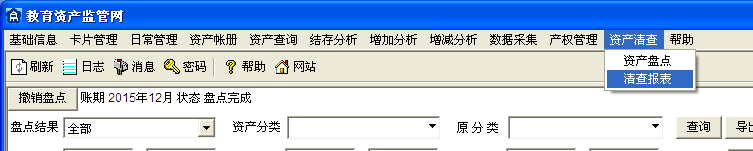 教育资产监管网
基础信息 卡片管理 日常管理 资产帐册 资产查询 结存分析 增加分析 增减分析 数据采集 产权管理 资产清查 帮助
资产盘点
清查报表
刷新 日志 消息 密码 ? 帮助 网站
撤销盘点 账期 2015年12月 状态 盘点完成
盘点结果 全部 资产分类 原分类 查询 导出